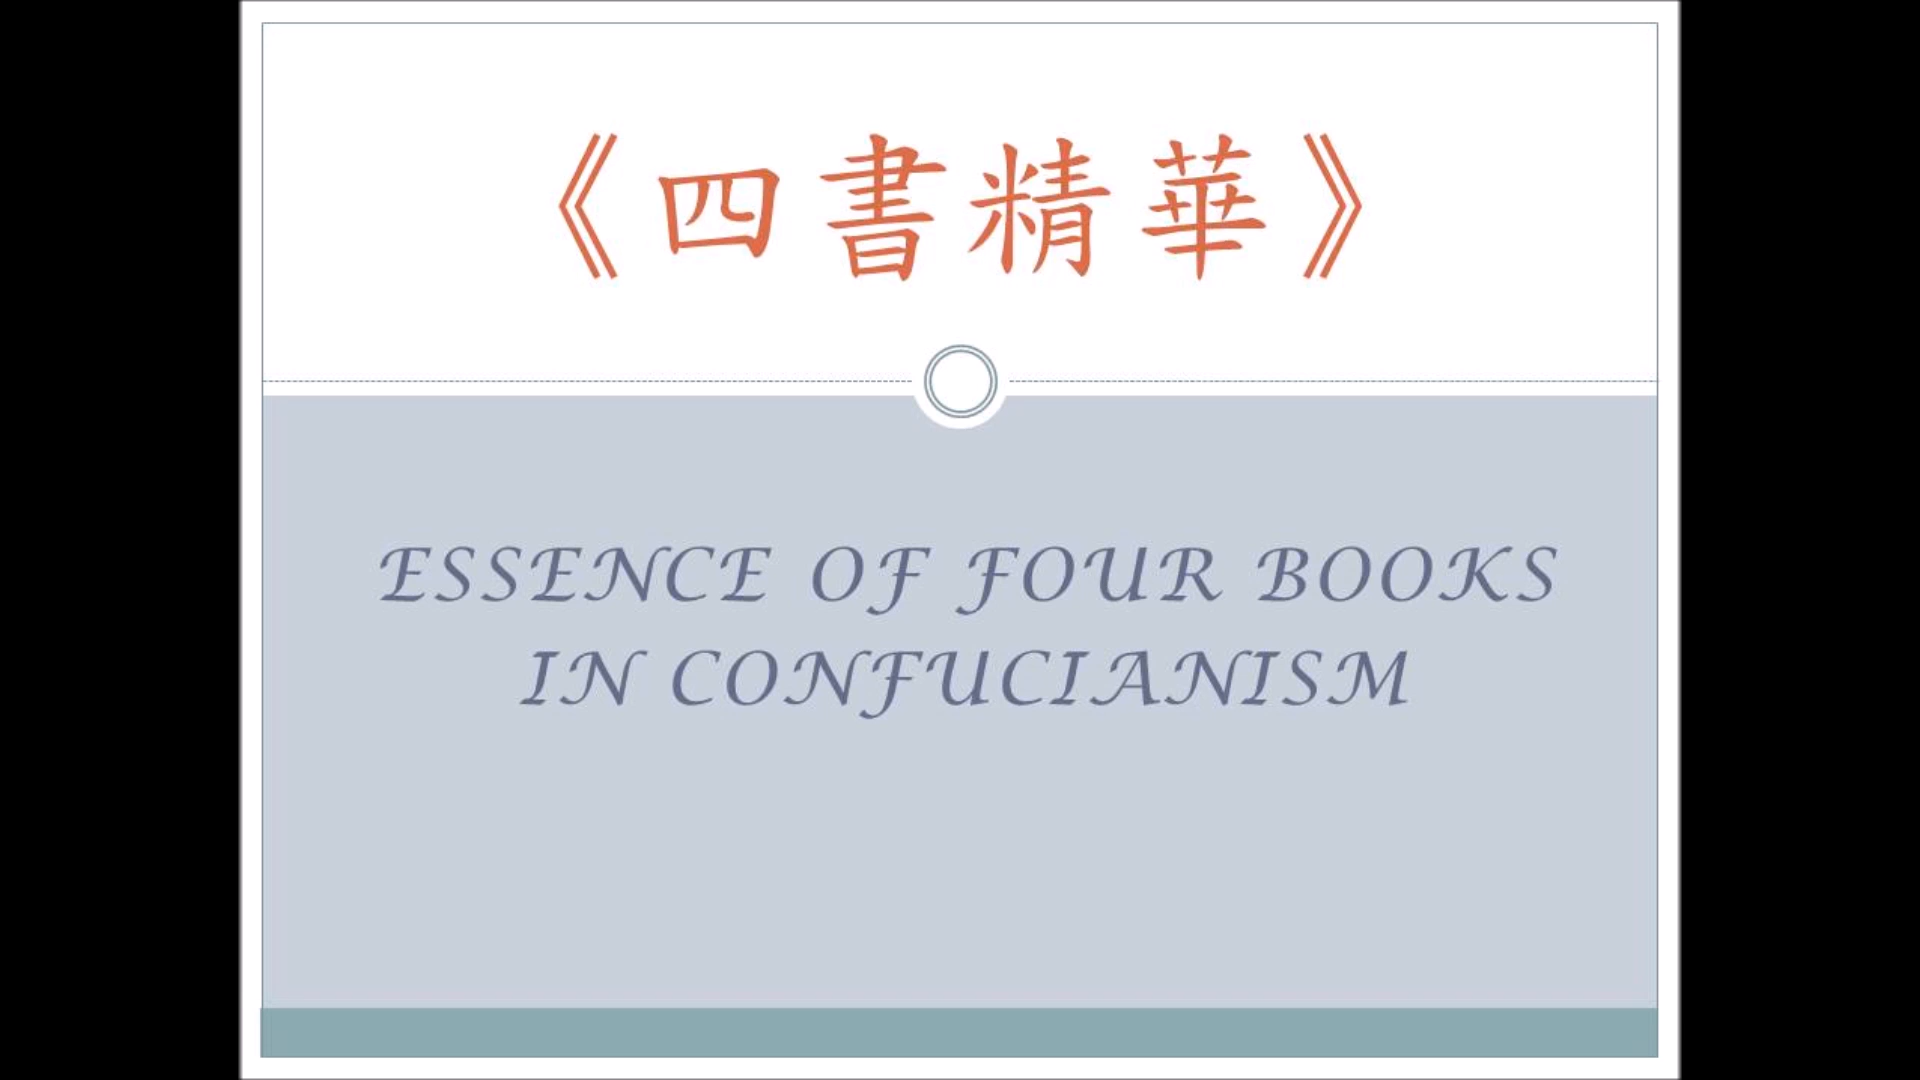 《四書精華》
ESSENCE OF FOUR BOOKS
IN CONFUCIANISM